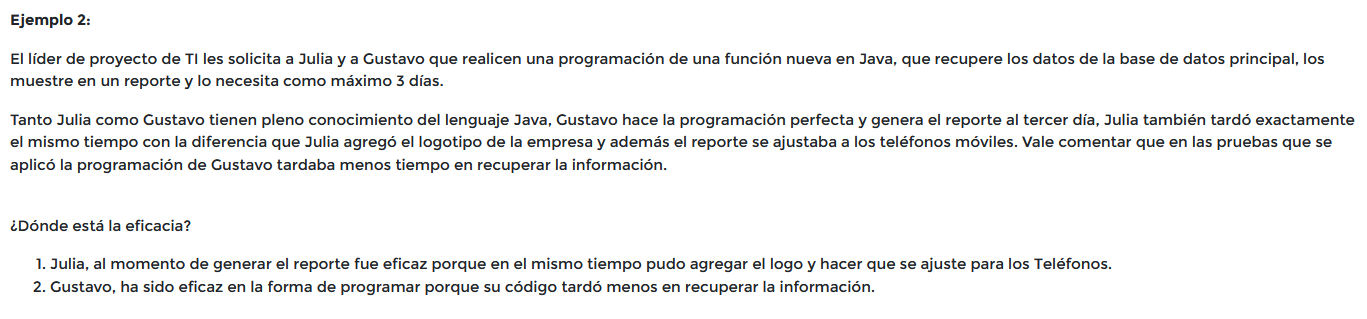 Ejemplo 2:
El líder de proyecto de TI les solicita a Julia y a Gustavo que realicen una programación de una función nueva en Java, que recupere los datos de la base de datos principal, los
muestre en un reporte y lo necesita como máximo 3 días.
Tanto Julia como Gustavo tienen pleno conocimiento del lenguaje Java, Gustavo hace la programación perfecta y genera el reporte al tercer día, Julia también tardó exactamente
el mismo tiempo con la diferencia que Julia agregó el logotipo de la empresa y además el reporte se ajustaba a los teléfonos móviles. Vale comentar que en las pruebas que se
aplicó la programación de Gustavo tardaba menos tiempo en recuperar la información.
¿Dónde está la eficacia?
1. Julia, al momento de generar el reporte fue eficaz porque en el mismo tiempo pudo agregar el logo y hacer que se ajuste para los Teléfonos.
2. Gustavo, ha sido eficaz en la forma de programar porque su código tardó menos en recuperar la información.